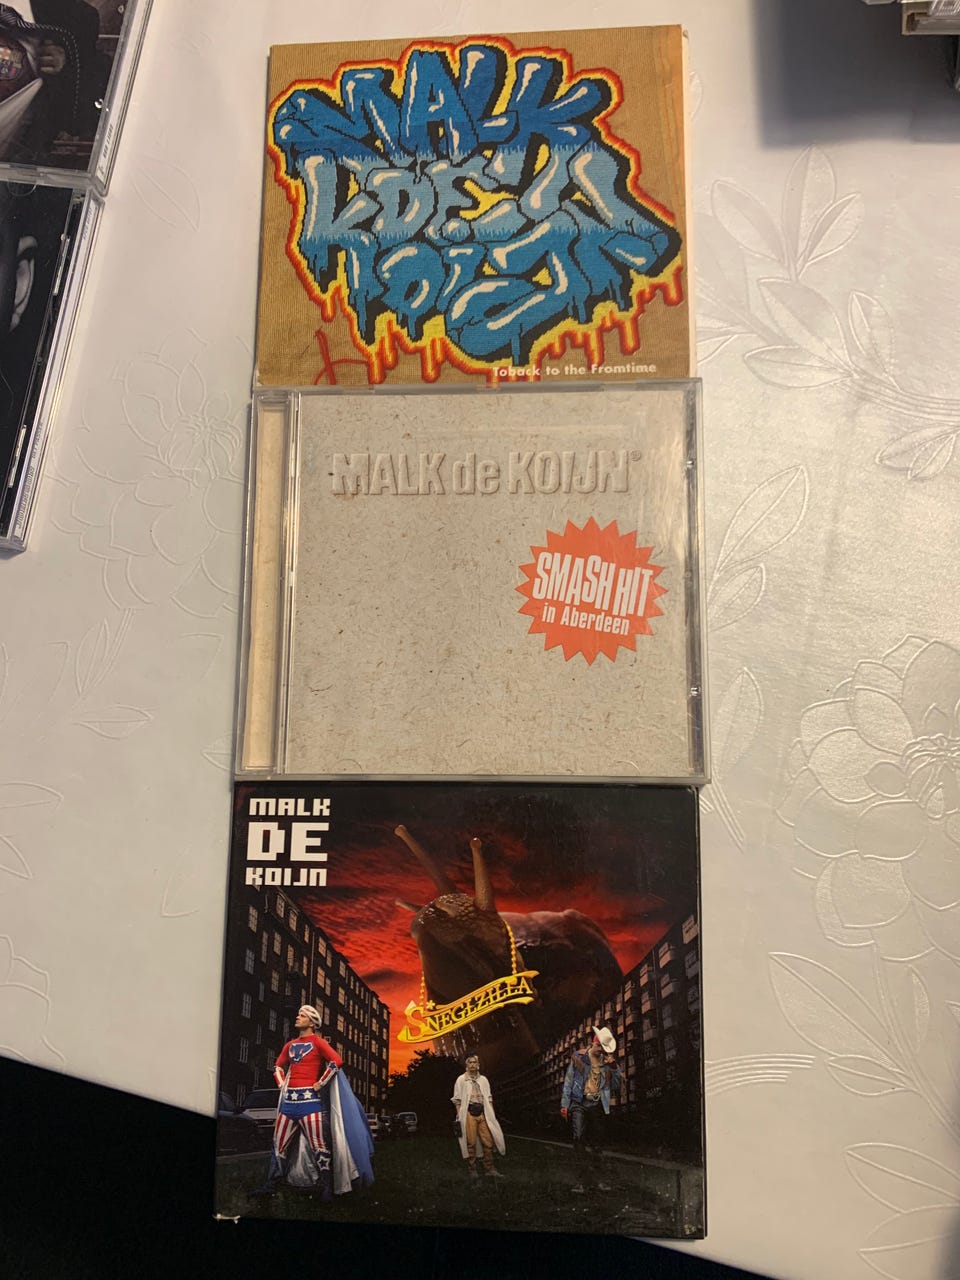 MALK
DE
KOIJN
Toback to the Fromtime
MALK de KOIJN®
SMASH HIT
in Aberdeen
MALK
DE
KOIJN
SNEGLZILLA